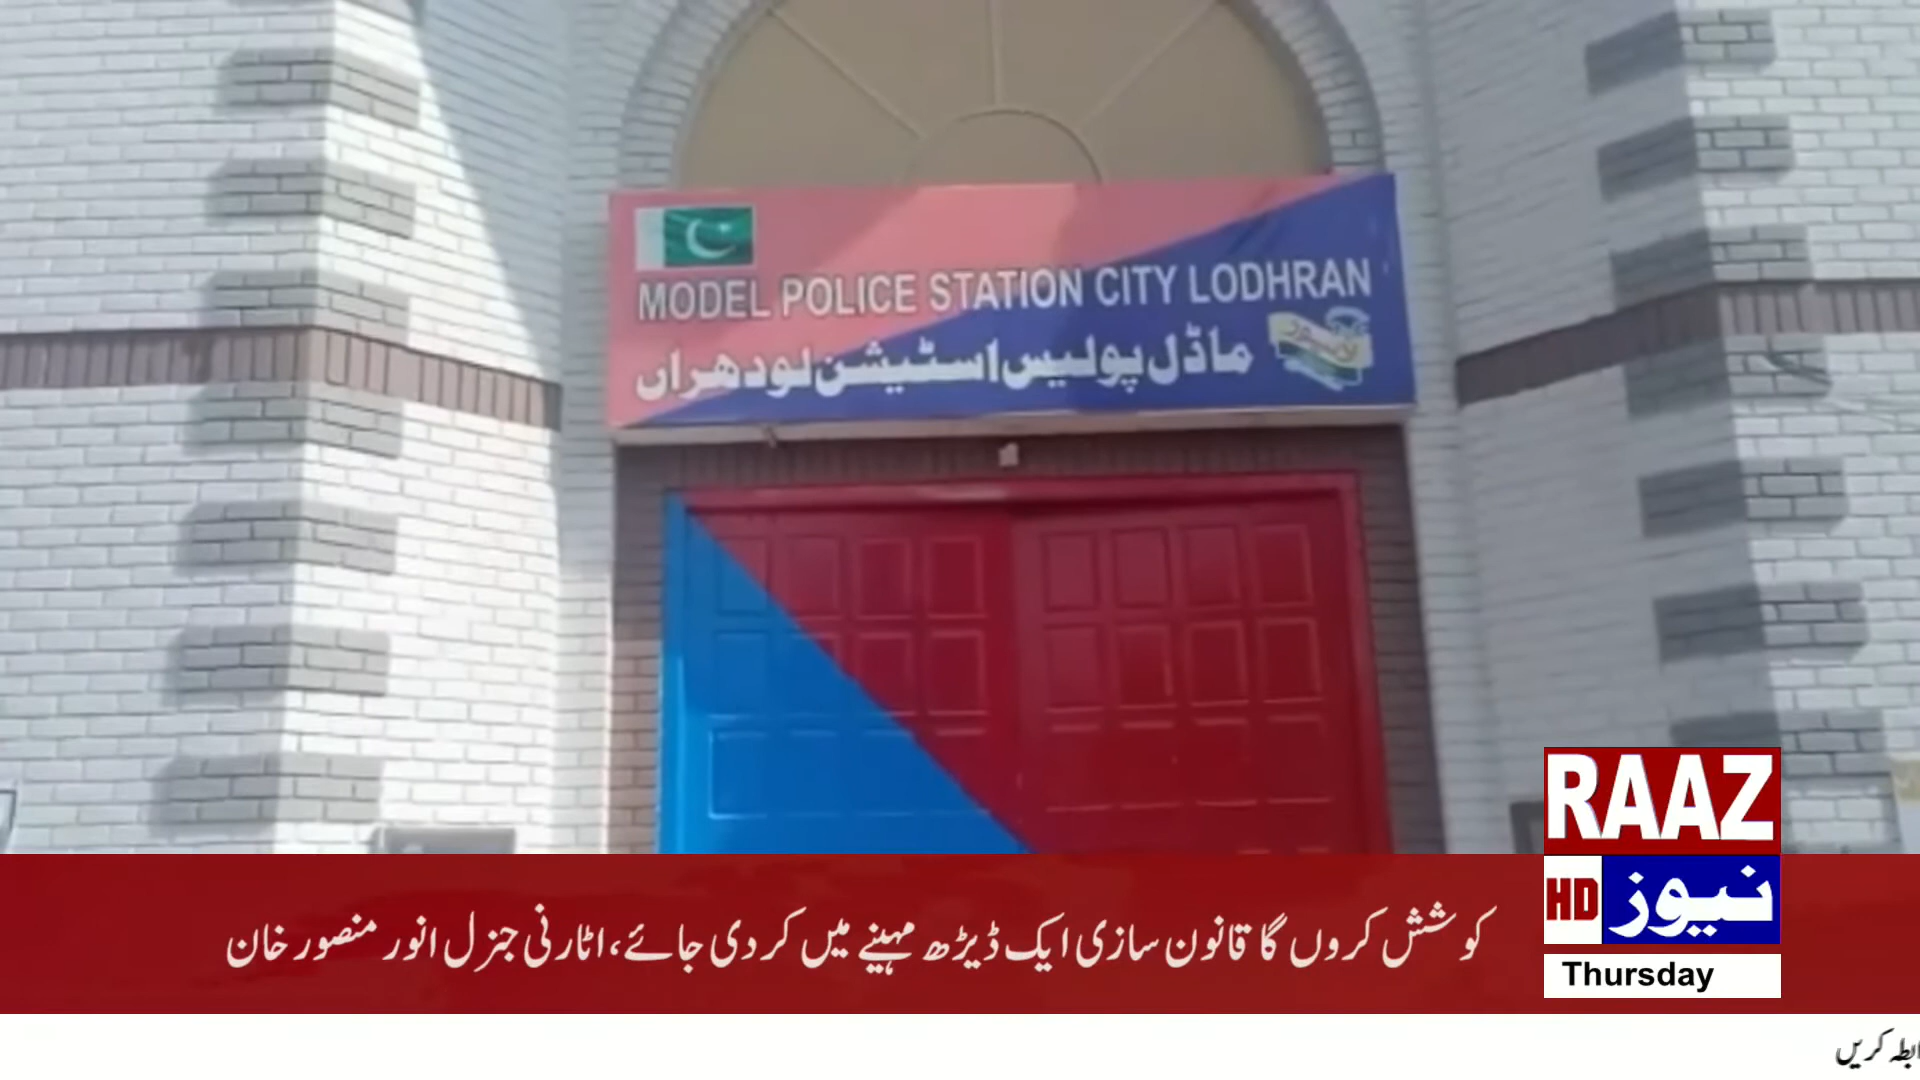 MODEL POLICE STATION CITY LODHRAN
ماڈل پولیس اسٹیشن لودھراں
RAAZ
HD نیوز
Thursday
کوشش کروں گا قانون سازی ایک ڈیڑھ مہینے میں کر دی جائے، اٹارنی جنرل انور منصور خان
کریں